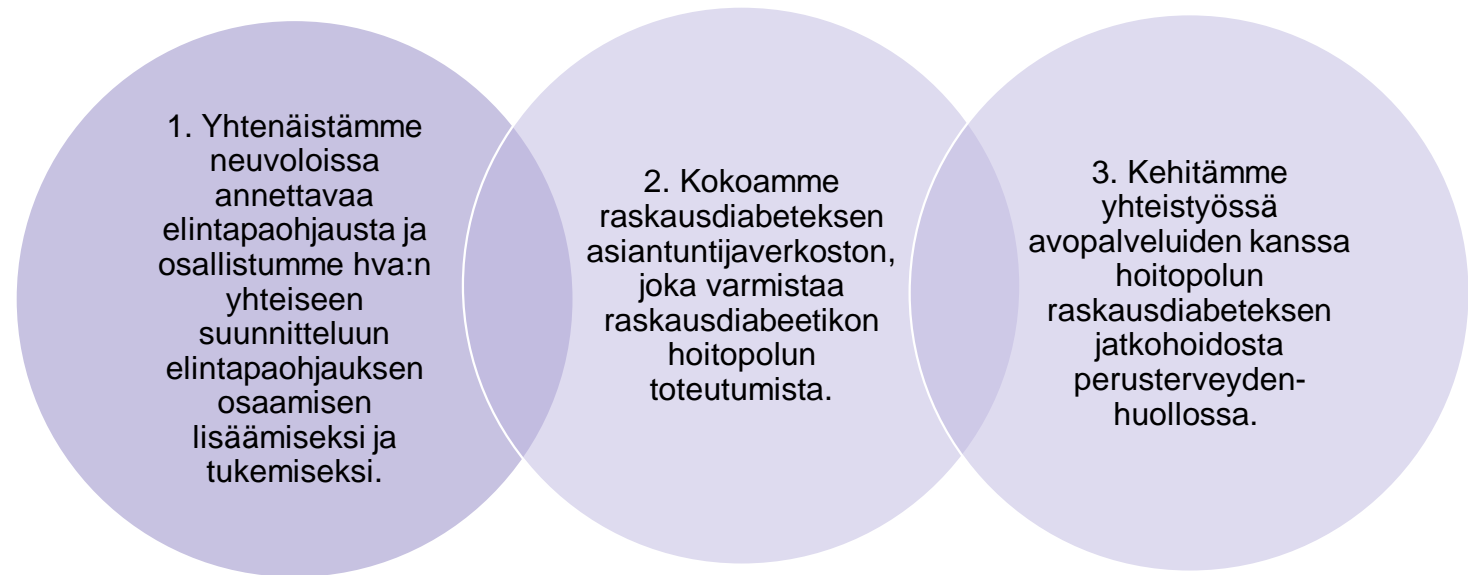 1. Yhtenäistämme
neuvoloissa
annettavaa
elintapaohjausta ja
osallistumme hva:n
yhteiseen
suunnitteluun
elintapaohjauksen
osaamisen
lisäämiseksi ja
tukemiseksi.
2. Kokoamme
raskausdiabeteksen
asiantuntijaverkoston,
joka varmistaa
raskausdiabeetikon
hoitopolun
toteutumista.
3. Kehitämme
yhteistyössä
avopalveluiden kanssa
hoitopolun
raskausdiabeteksen
jatkohoidosta
perusterveyden-
huollossa.